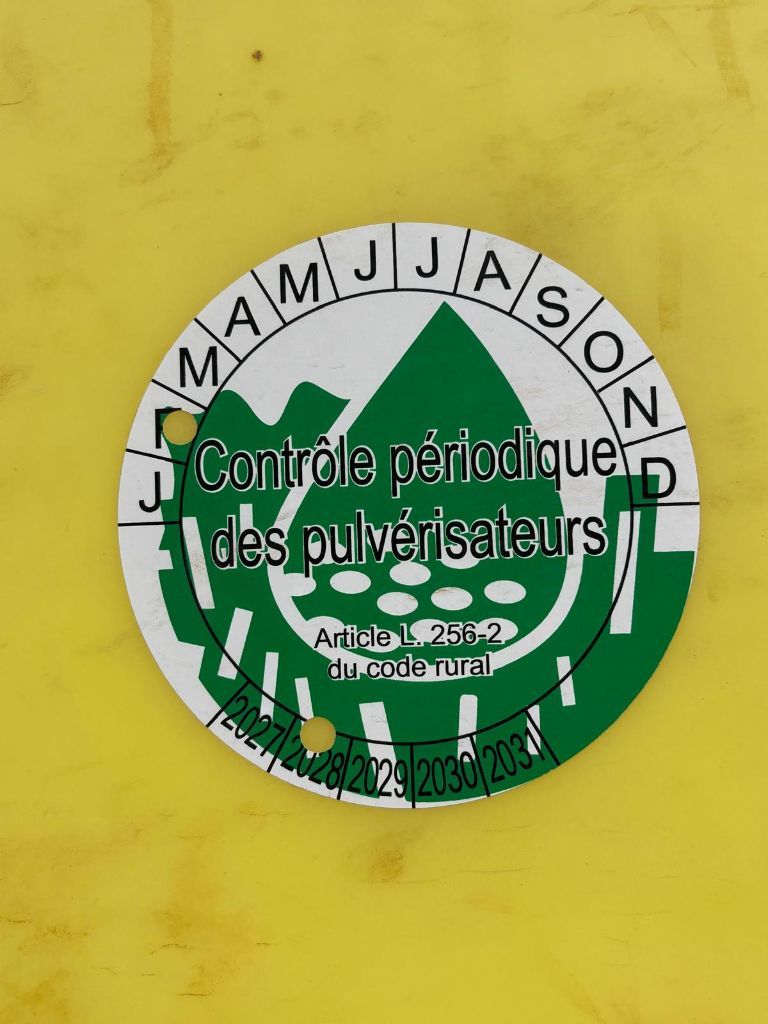 J F M A M J J A S O N D
Contrôle périodique
des pulvérisateurs
Article L. 256-2
du code rural
2027 2028 2029 2030 2031